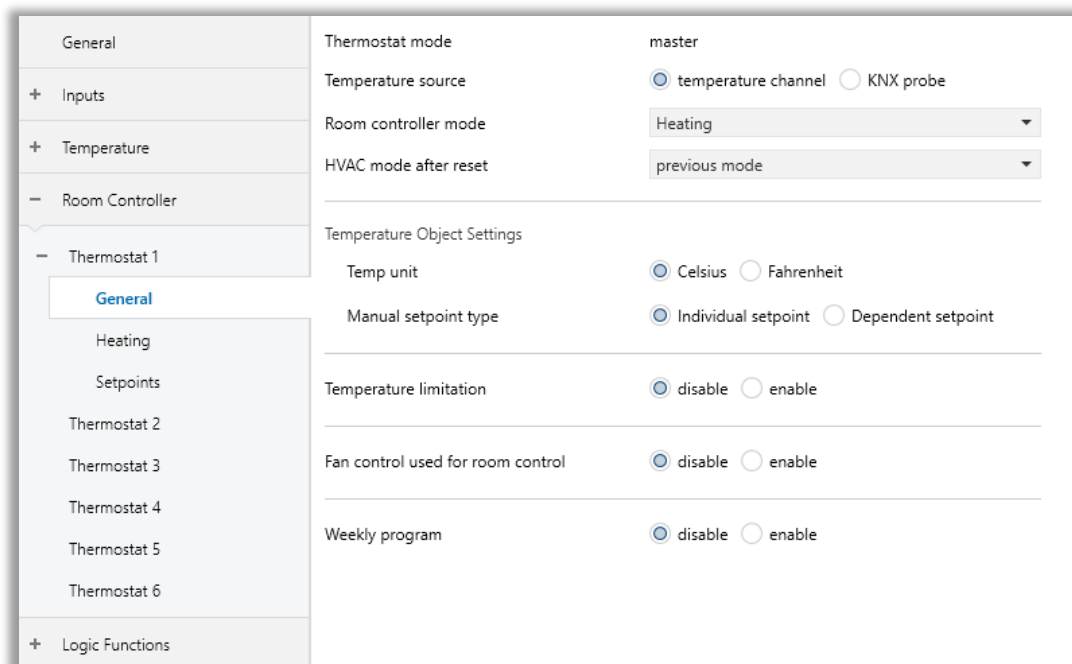 General
+ Inputs
+ Temperature
− Room Controller
− Thermostat 1
General
Heating
Setpoints
Thermostat 2
Thermostat 3
Thermostat 4
Thermostat 5
Thermostat 6
+ Logic Functions
Thermostat mode master
Temperature source temperature channel KNX probe
Room controller mode Heating
HVAC mode after reset previous mode
Temperature Object Settings
Temp unit Celsius Fahrenheit
Manual setpoint type Individual setpoint Dependent setpoint
Temperature limitation disable enable
Fan control used for room control disable enable
Weekly program disable enable